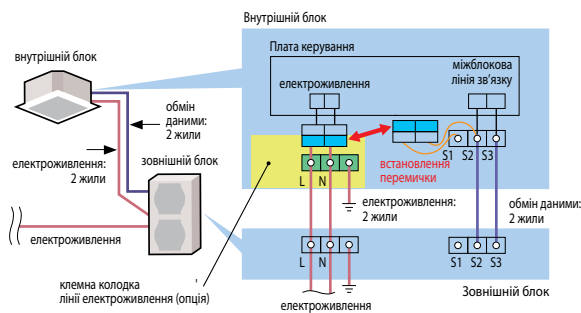 внутрішній блок
обмін
даними:
2 жили
електроживлення:
2 жили
зовнішній блок
електроживлення
клемна колодка
лінії електроживлення (опція)
Внутрішній блок
Плата керування
електроживлення
міжблокова
лінія зв'язку
S1 S2 S3
встановлення
перемички
L N
електроживлення:
2 жили
обмін даними:
2 жили
L N
S1 S2 S3
Зовнішній блок
електроживлення